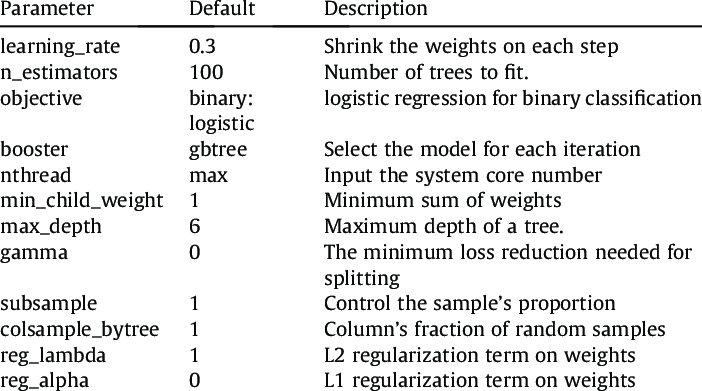 Parameter Default Description
learning_rate 0.3 Shrink the weights on each step
n_estimators 100 Number of trees to fit.
objective binary: logistic regression for binary classification
logistic
booster gbtree Select the model for each iteration
nthread max Input the system core number
min_child_weight 1 Minimum sum of weights
max_depth 6 Maximum depth of a tree.
gamma 0 The minimum loss reduction needed for
splitting
subsample 1 Control the sample's proportion
colsample_bytree 1 Column's fraction of random samples
reg_lambda 1 L2 regularization term on weights
reg_alpha 0 L1 regularization term on weights